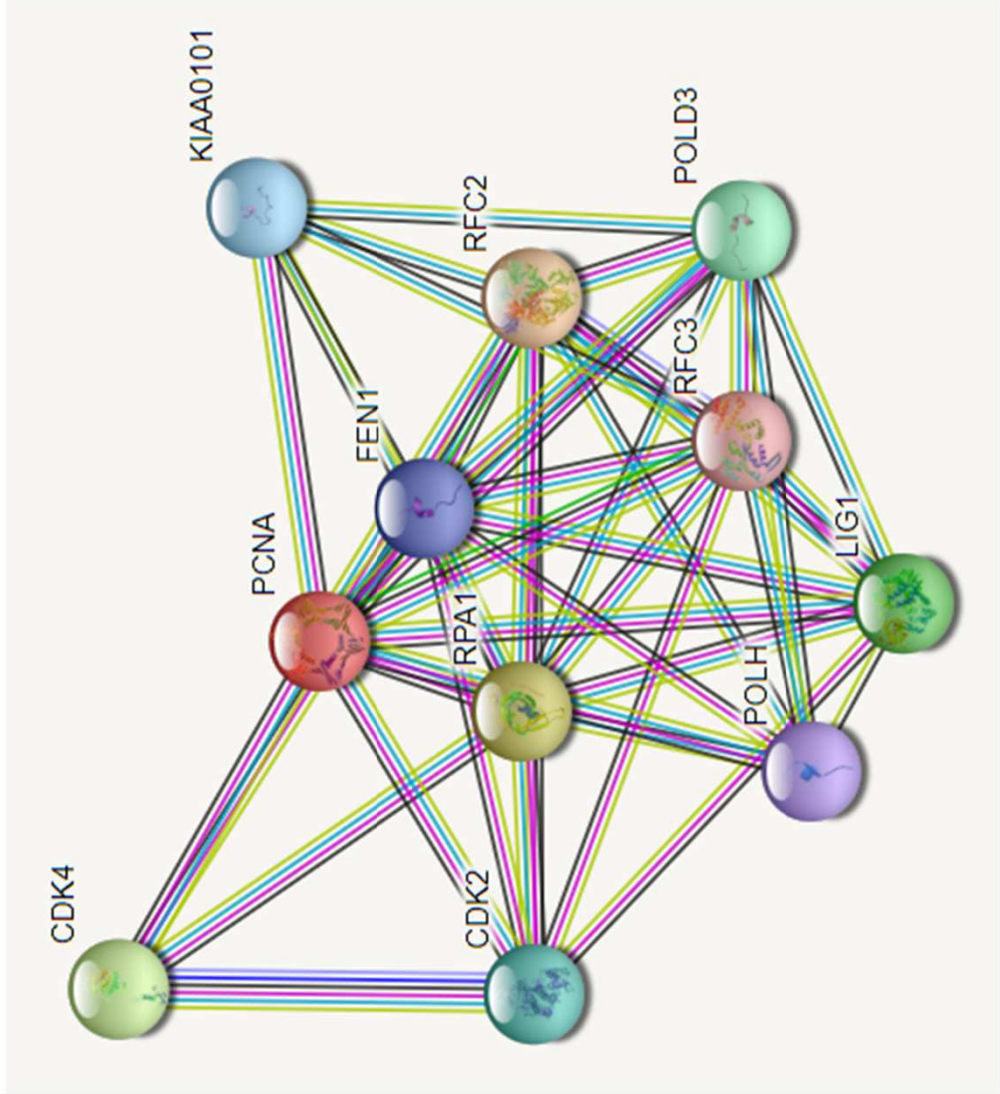 KIAA0101
POLD3
RFC2
RFC3
FEN1
LIG1
PCNA
RPA1
POLH
CDK4
CDK2